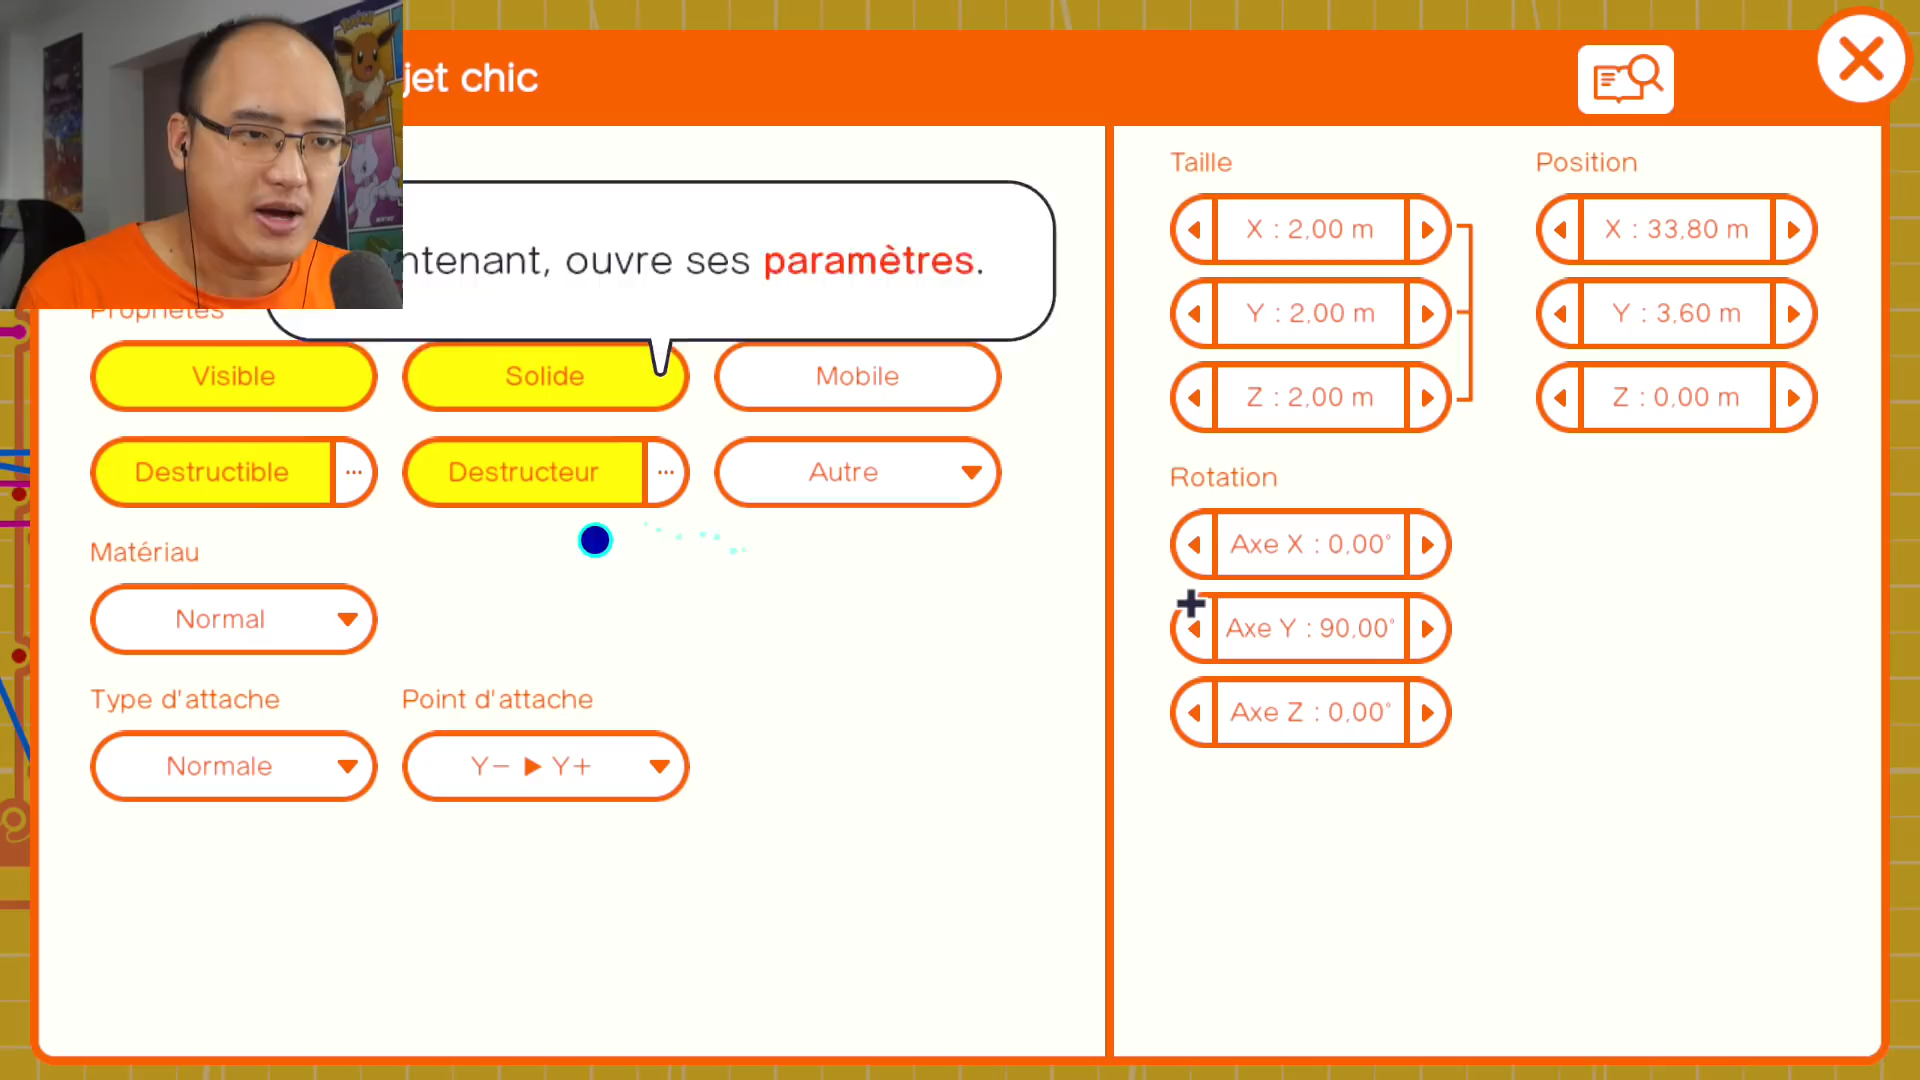 jet chic
ntenant, ouvre ses paramètres.
Propriétés
Visible
Solide
Mobile
Destructible
...
Destructeur
...
Autre
Matériau
Normal
Type d'attache
Point d'attache
Normale
Y− ▶ Y+
Taille
X : 2,00 m
Y : 2,00 m
Z : 2,00 m
Position
X : 33,80 m
Y : 3,60 m
Z : 0,00 m
Rotation
Axe X : 0,00°
Axe Y : 90,00°
Axe Z : 0,00°